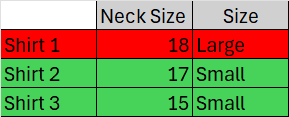 Neck Size Size
Shirt 1 18 Large
Shirt 2 17 Small
Shirt 3 15 Small